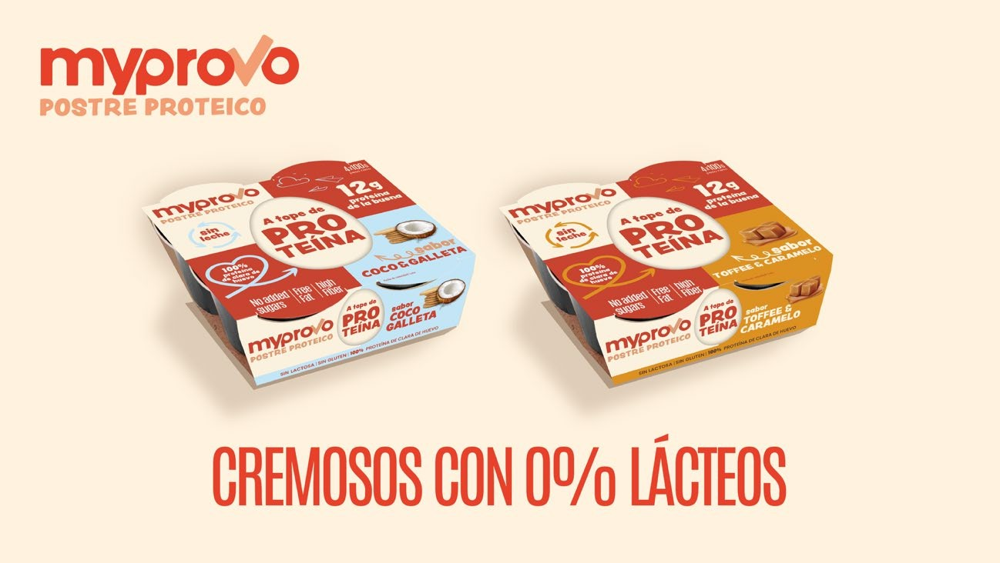 myprovo
POSTRE PROTEICO
myprovo
POSTRE PROTEICO
sin
leche
100%
proteína
de clara de
huevo
No added
sugars
Free
Fat
high
Fiber
A tope de
PRO
TEÍNA
4x100g
12g
proteína
de la buena
sabor
COCO & GALLETA
myprovo
POSTRE PROTEICO
A tope de
PRO
TEÍNA
sabor
COCO
GALLETA
SIN LACTOSA | SIN GLUTEN | 100% PROTEÍNA DE CLARA DE HUEVO
myprovo
POSTRE PROTEICO
sin
leche
100%
proteína
de clara de
huevo
No added
sugars
Free
Fat
high
Fiber
A tope de
PRO
TEÍNA
4x100g
12g
proteína
de la buena
sabor
TOFFEE & CARAMELO
myprovo
POSTRE PROTEICO
A tope de
PRO
TEÍNA
sabor
TOFFEE &
CARAMELO
SIN LACTOSA | SIN GLUTEN | 100% PROTEÍNA DE CLARA DE HUEVO
CREMOSOS CON 0% LÁCTEOS